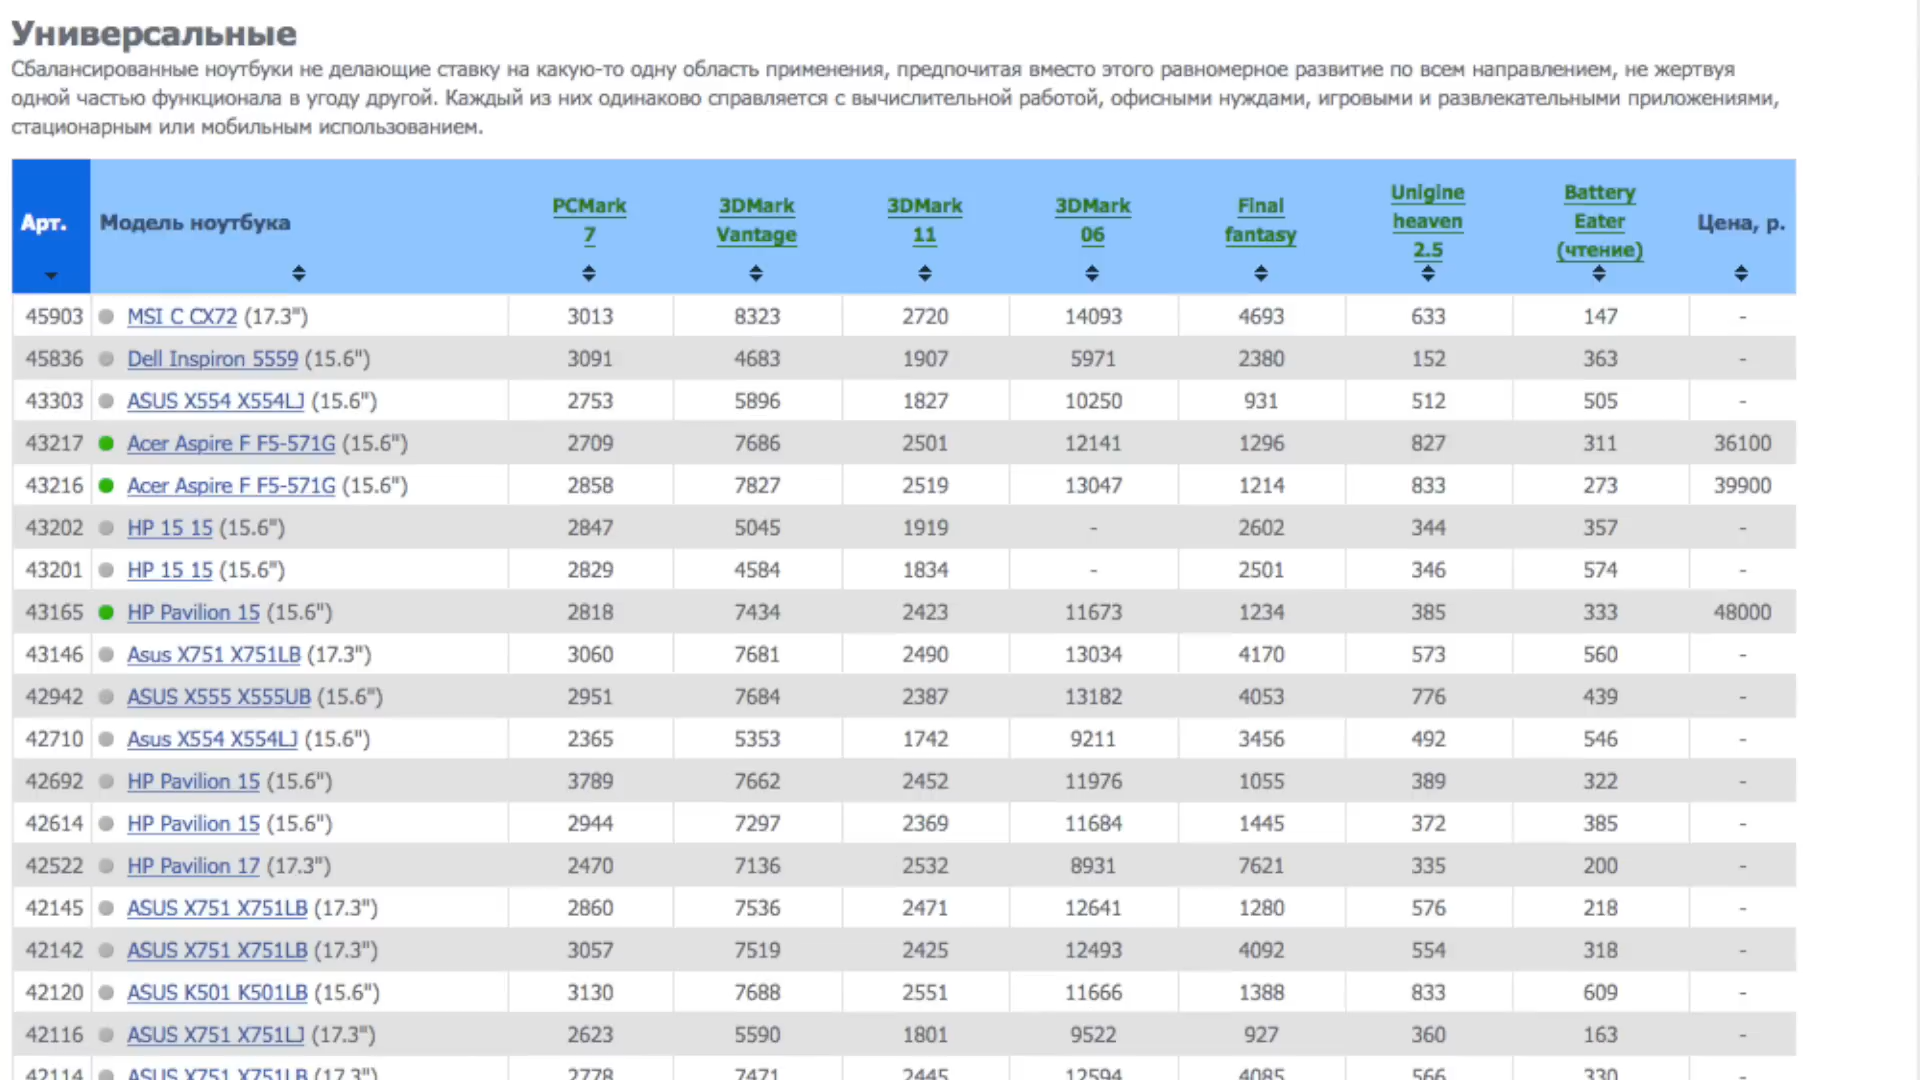 Универсальные
Сбалансированные ноутбуки не делающие ставку на какую-то одну область применения, предпочитая вместо этого равномерное развитие по всем направлением, не жертвуя
одной частью функционала в угоду другой. Каждый из них одинаково справляется с вычислительной работой, офисными нуждами, игровыми и развлекательными приложениями,
стационарным или мобильным использованием.
Арт. Модель ноутбука PCMark 7 3DMark Vantage 3DMark 11 3DMark 06 Final fantasy Unigine heaven 2.5 Battery Eater (чтение) Цена, р.
45903 MSI C CX72 (17.3") 3013 8323 2720 14093 4693 633 147 -
45836 Dell Inspiron 5559 (15.6") 3091 4683 1907 5971 2380 152 363 -
43303 ASUS X554 X554LJ (15.6") 2753 5896 1827 10250 931 512 505 -
43217 Acer Aspire F F5-571G (15.6") 2709 7686 2501 12141 1296 827 311 36100
43216 Acer Aspire F F5-571G (15.6") 2858 7827 2519 13047 1214 833 273 39900
43202 HP 15 15 (15.6") 2847 5045 1919 - 2602 344 357 -
43201 HP 15 15 (15.6") 2829 4584 1834 - 2501 346 574 -
43165 HP Pavilion 15 (15.6") 2818 7434 2423 11673 1234 385 333 48000
43146 Asus X751 X751LB (17.3") 3060 7681 2490 13034 4170 573 560 -
42942 ASUS X555 X555UB (15.6") 2951 7684 2387 13182 4053 776 439 -
42710 Asus X554 X554LJ (15.6") 2365 5353 1742 9211 3456 492 546 -
42692 HP Pavilion 15 (15.6") 3789 7662 2452 11976 1055 389 322 -
42614 HP Pavilion 15 (15.6") 2944 7297 2369 11684 1445 372 385 -
42522 HP Pavilion 17 (17.3") 2470 7136 2532 8931 7621 335 200 -
42145 ASUS X751 X751LB (17.3") 2860 7536 2471 12641 1280 576 218 -
42142 ASUS X751 X751LB (17.3") 3057 7519 2425 12493 4092 554 318 -
42120 ASUS K501 K501LB (15.6") 3130 7688 2551 11666 1388 833 609 -
42116 ASUS X751 X751LJ (17.3") 2623 5590 1801 9522 927 360 163 -
42114 ASUS X751 X751LB (17.3") 2778 7471 2445 12594 4085 566 330 -